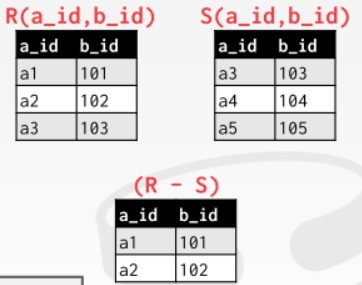 R(a_id,b_id) S(a_id,b_id)
a_id b_id a_id b_id
a1 101 a3 103
a2 102 a4 104
a3 103 a5 105
(R - S)
a_id b_id
a1 101
a2 102